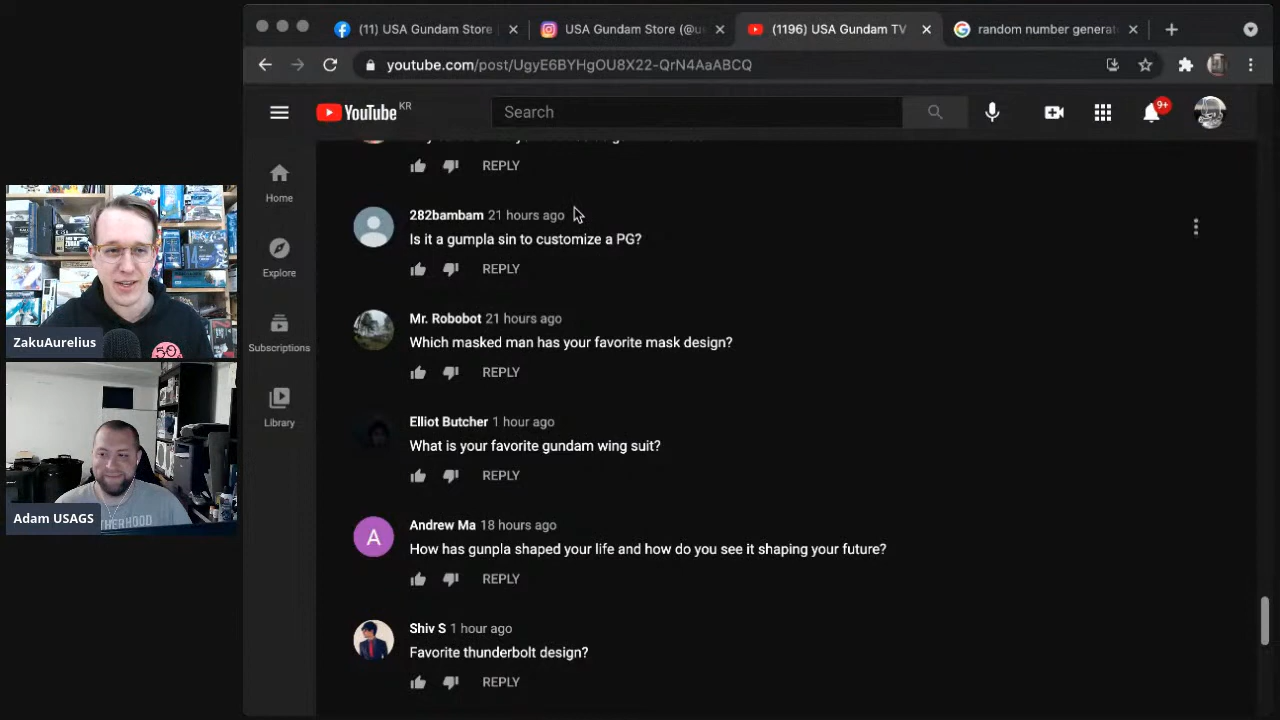 (11) USA Gundam Store
USA Gundam Store (@u
(1196) USA Gundam TV
random number generat
youtube.com/post/UgyE6BYHgOU8X22-QrN4AaABCQ
YouTube KR
Search
9+
REPLY
Home
282bambam 21 hours ago
Is it a gumpla sin to customize a PG?
REPLY
Explore
Mr. Robobot 21 hours ago
Which masked man has your favorite mask design?
REPLY
Subscriptions
ZakuAurelius
Elliot Butcher 1 hour ago
What is your favorite gundam wing suit?
REPLY
Library
Andrew Ma 18 hours ago
A
How has gunpla shaped your life and how do you see it shaping your future?
REPLY
Adam USAGS
Shiv S 1 hour ago
Favorite thunderbolt design?
REPLY